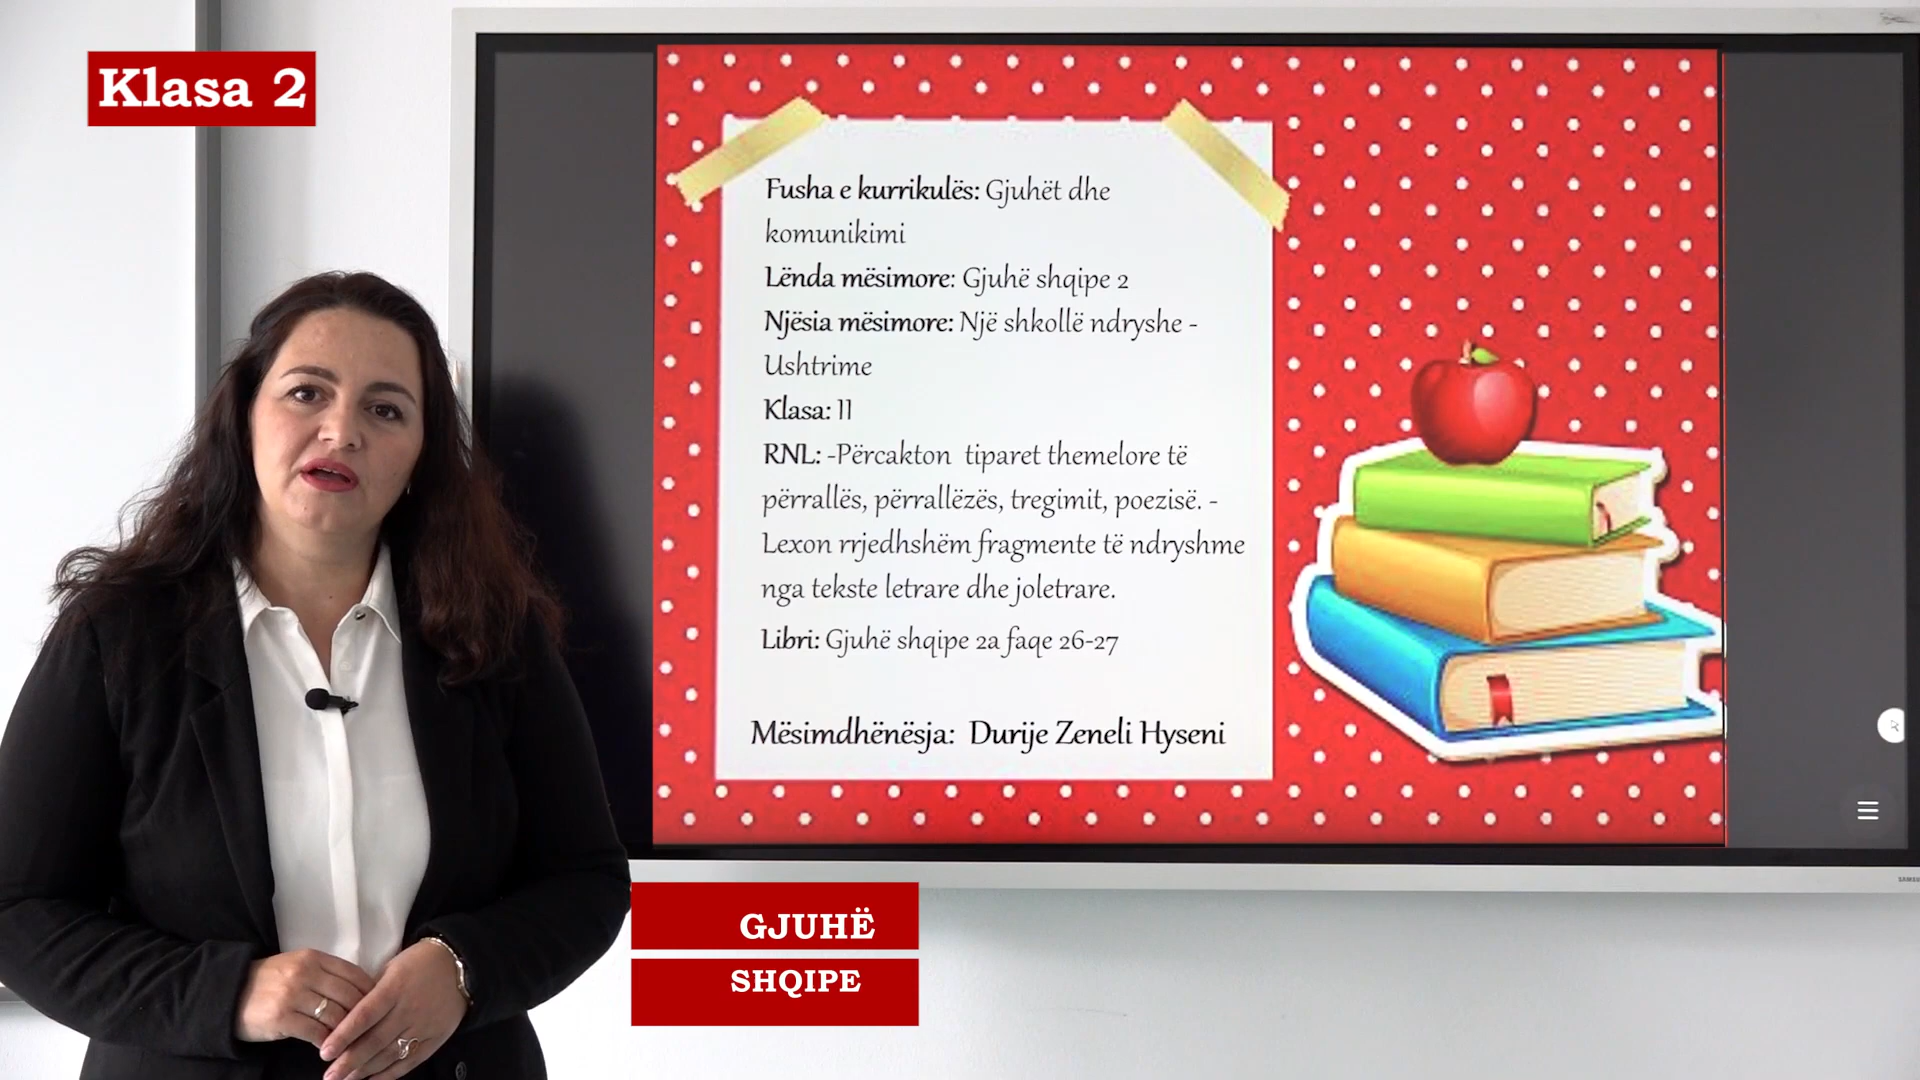 Klasa 2
Fusha e kurrikulës: Gjuhët dhe
komunikimi
Lënda mësimore: Gjuhë shqipe 2
Njësia mësimore: Një shkollë ndryshe -
Ushtrime
Klasa: II
RNL: -Përcakton tiparet themelore të
përrallës, përrallëzës, tregimit, poezisë. -
Lexon rrjedhshëm fragmente të ndryshme
nga tekste letrare dhe joletrare.
Libri: Gjuhë shqipe 2a faqe 26-27
Mësimdhënësja: Durije Zeneli Hyseni
GJUHË
SHQIPE